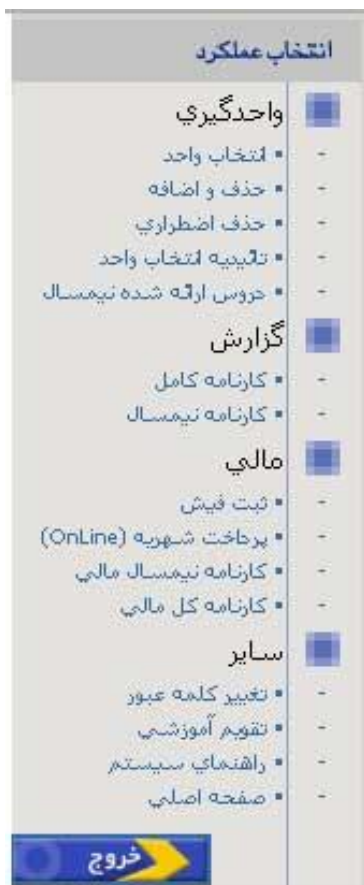 انتخاب عملکرد
واحدگيري
انتخاب واحد
حذف و اضافه
حذف اضطراري
تائيديه انتخاب واحد
دروس ارائه شده نيمسال
گزارش
کارنامه کامل
کارنامه نيمسال
مالي
ثبت فيش
پرداخت شهريه (OnLine)
کارنامه نيمسال مالي
کارنامه کل مالي
ساير
تغيير کلمه عبور
تقويم آموزشي
راهنماي سيستم
صفحه اصلي
خروج